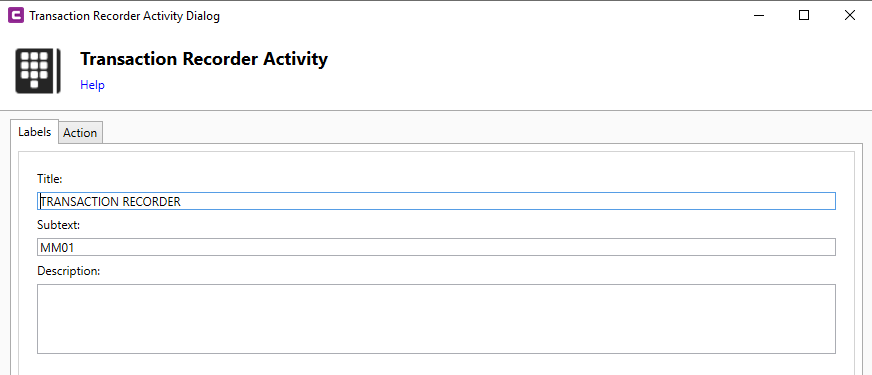 Transaction Recorder Activity Dialog
Transaction Recorder Activity
Help
Labels Action
Title:
TRANSACTION RECORDER
Subtext:
MM01
Description: